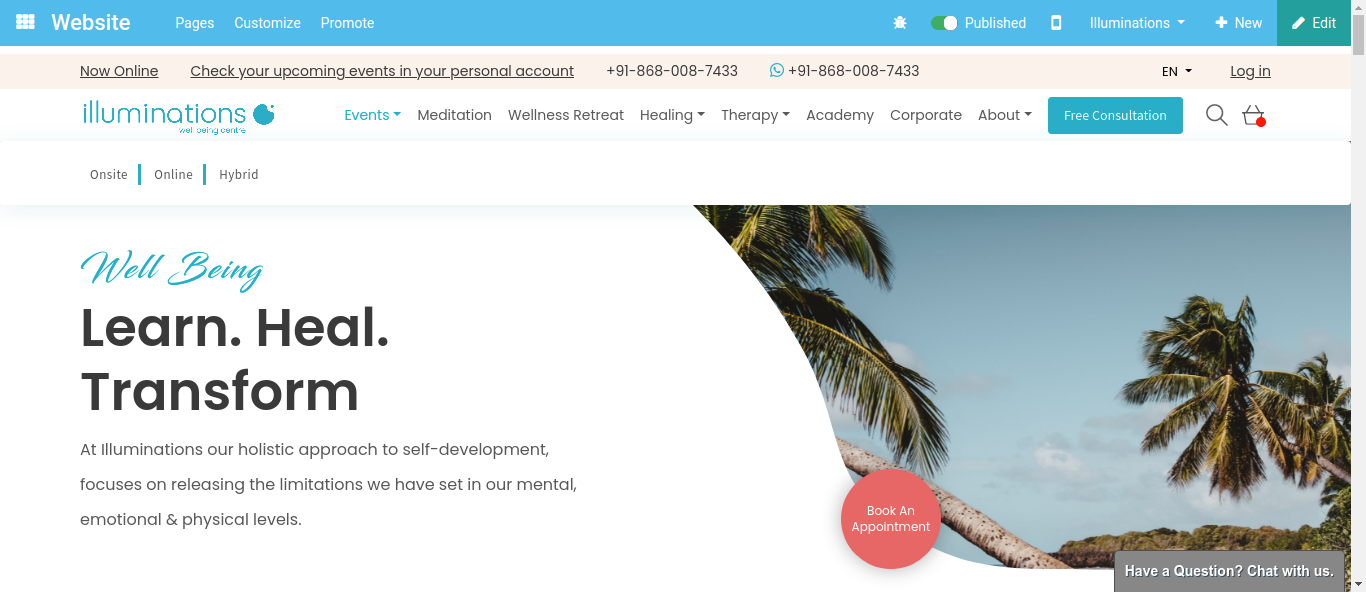 Website Pages Customize Promote Published Illuminations New Edit
Now Online Check your upcoming events in your personal account +91-868-008-7433 +91-868-008-7433 EN Log in
illuminations
well being centre
Events Meditation Wellness Retreat Healing Therapy Academy Corporate About Free Consultation
Onsite Online Hybrid
Well Being
Learn. Heal.
Transform
At Illuminations our holistic approach to self-development,
focuses on releasing the limitations we have set in our mental,
emotional & physical levels.
Book An
Appointment
Have a Question? Chat with us.